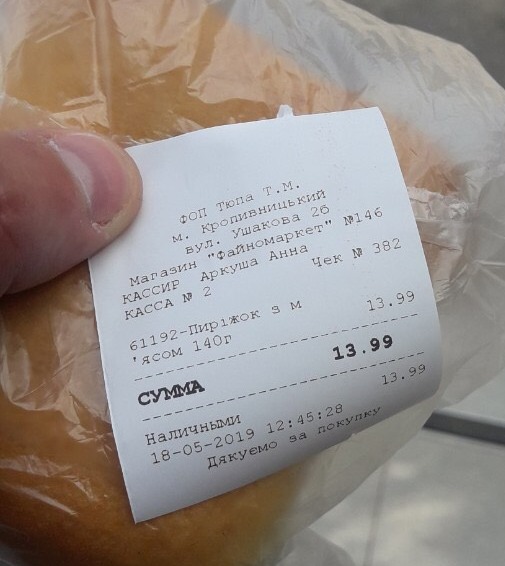 ФОП Тюпа Т.М.
м. Кропивницький
вул. Ушакова 2б
Магазин "Файномаркет" №146
КАССИР Аркуша Анна
КАССА № 2 Чек № 382
61192-Пиріжок з м
'ясом 140г 13.99
СУММА 13.99
Наличными 13.99
18-05-2019 12:45:28
Дякуемо за покупку